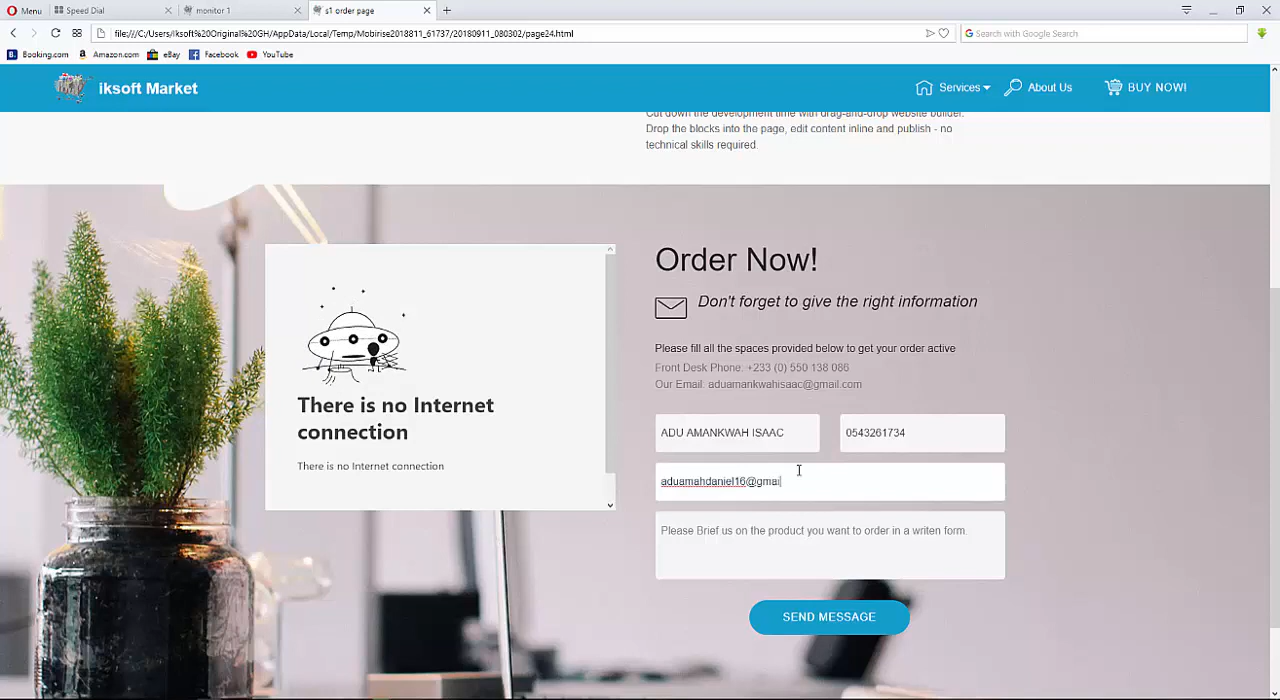 Menu
Speed Dial
monitor 1
s1 order page
file:///C:/Users/Iksoft%20Original%20GH/AppData/Local/Temp/Mobirise2018811_61737/20180911_080302/page24.html
Search with Google Search
Booking.com
Amazon.com
eBay
Facebook
YouTube
iksoft Market
Services
About Us
BUY NOW!
Cut down the development time with drag-and-drop website builder.
Drop the blocks into the page, edit content inline and publish - no
technical skills required.
There is no Internet
connection
There is no Internet connection
Order Now!
Don't forget to give the right information
Please fill all the spaces provided below to get your order active
Front Desk Phone: +233 (0) 550 138 086
Our Email: aduamankwahisaac@gmail.com
ADU AMANKWAH ISAAC
0543261734
aduamahdaniel16@gmai
Please Brief us on the product you want to order in a writen form.
SEND MESSAGE